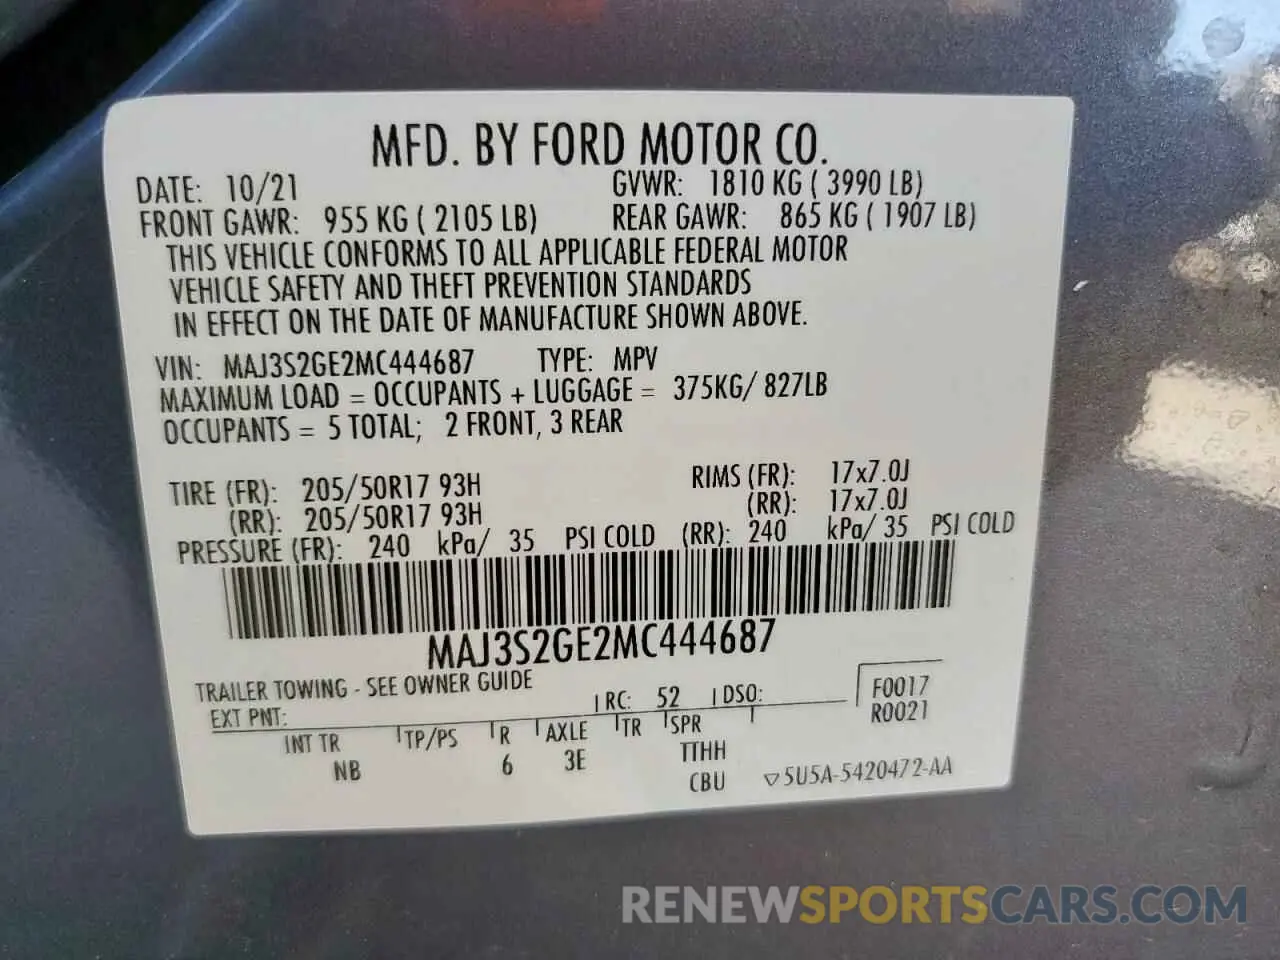 MFD. BY FORD MOTOR CO.
DATE: 10/21 GVWR: 1810 KG ( 3990 LB)
FRONT GAWR: 955 KG ( 2105 LB) REAR GAWR: 865 KG ( 1907 LB)
THIS VEHICLE CONFORMS TO ALL APPLICABLE FEDERAL MOTOR
VEHICLE SAFETY AND THEFT PREVENTION STANDARDS
IN EFFECT ON THE DATE OF MANUFACTURE SHOWN ABOVE.
VIN: MAJ3S2GE2MC444687 TYPE: MPV
MAXIMUM LOAD = OCCUPANTS + LUGGAGE = 375KG/ 827LB
OCCUPANTS = 5 TOTAL; 2 FRONT, 3 REAR
TIRE (FR): 205/50R17 93H RIMS (FR): 17x7.0J
(RR): 205/50R17 93H (RR): 17x7.0J
PRESSURE (FR): 240 kPa/ 35 PSI COLD (RR): 240 kPa/ 35 PSI COLD
MAJ3S2GE2MC444687
TRAILER TOWING - SEE OWNER GUIDE
EXT PNT: RC: 52 DSO: F0017
R0021
INT TR TP/PS R AXLE TR SPR
NB 6 3E TTHH
CBU ▽5U5A-5420472-AA
RENEWSPORTSCARS.COM